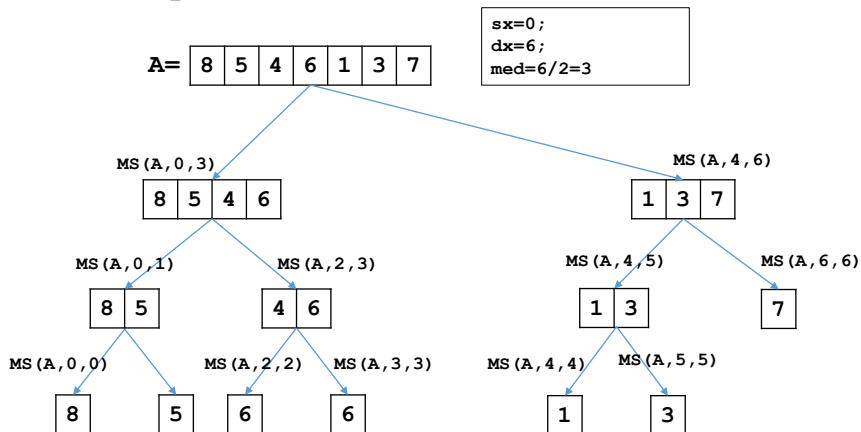 sx=0;
dx=6;
med=6/2=3
A= 8 5 4 6 1 3 7
MS(A,0,3) MS(A,4,6)
8 5 4 6 1 3 7
MS(A,0,1) MS(A,2,3) MS(A,4,5) MS(A,6,6)
8 5 4 6 1 3 7
MS(A,0,0) MS(A,2,2) MS(A,3,3) MS(A,4,4) MS(A,5,5)
8 5 6 6 1 3